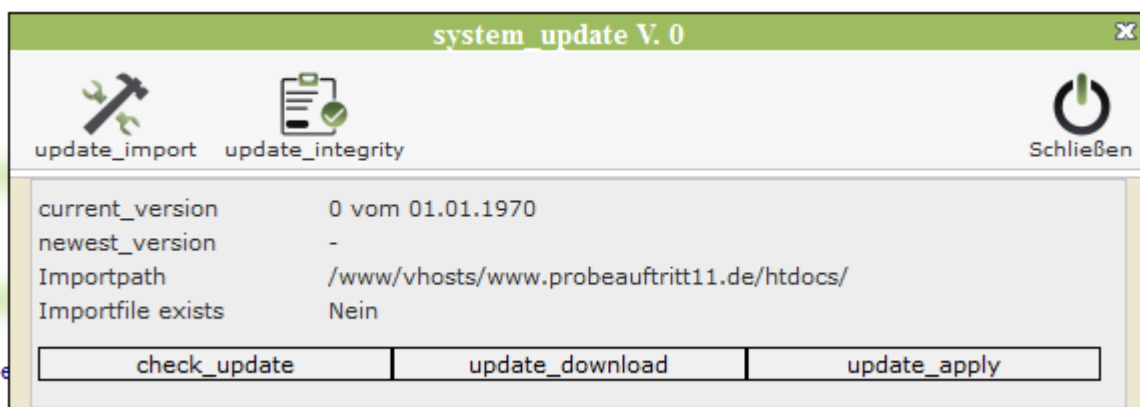 system_update V. 0
update_import update_integrity Schließen
current_version 0 vom 01.01.1970
newest_version -
Importpath /www/vhosts/www.probeauftritt11.de/htdocs/
Importfile exists Nein
check_update update_download update_apply